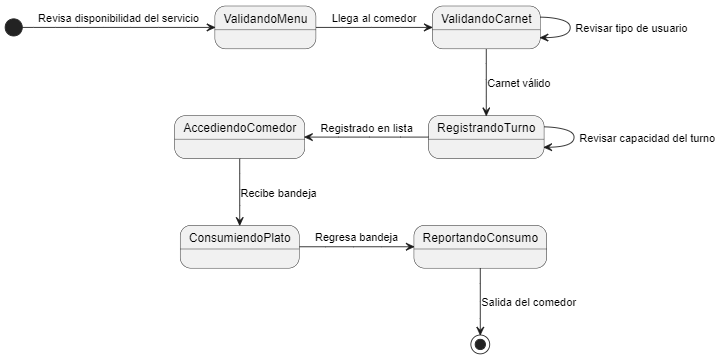 Revisa disponibilidad del servicio
ValidandoMenu
Llega al comedor
ValidandoCarnet
Revisar tipo de usuario
Carnet válido
AccediendoComedor
Registrado en lista
RegistrandoTurno
Revisar capacidad del turno
Recibe bandeja
ConsumiendoPlato
Regresa bandeja
ReportandoConsumo
Salida del comedor